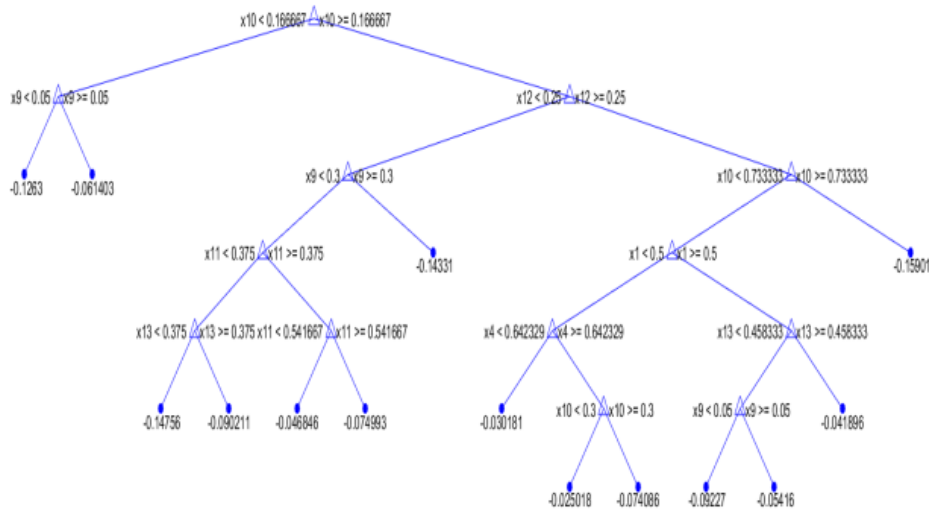 x10 < 0.166667 x10 >= 0.166667
x9 < 0.05 x9 >= 0.05 x12 < 0.25 x12 >= 0.25
-0.1263 -0.061403 x9 < 0.3 x9 >= 0.3 x10 < 0.733333 x10 >= 0.733333
x11 < 0.375 x11 >= 0.375 -0.14331 x1 < 0.5 x1 >= 0.5 -0.15901
x13 < 0.375 x13 >= 0.375 x11 < 0.541667 x11 >= 0.541667 x4 < 0.642329 x4 >= 0.642329 x13 < 0.458333 x13 >= 0.458333
-0.14756 -0.090211 -0.046846 -0.074993 -0.030181 x10 < 0.3 x10 >= 0.3 x9 < 0.05 x9 >= 0.05 -0.041896
-0.025018 -0.074086 -0.09227 -0.05416